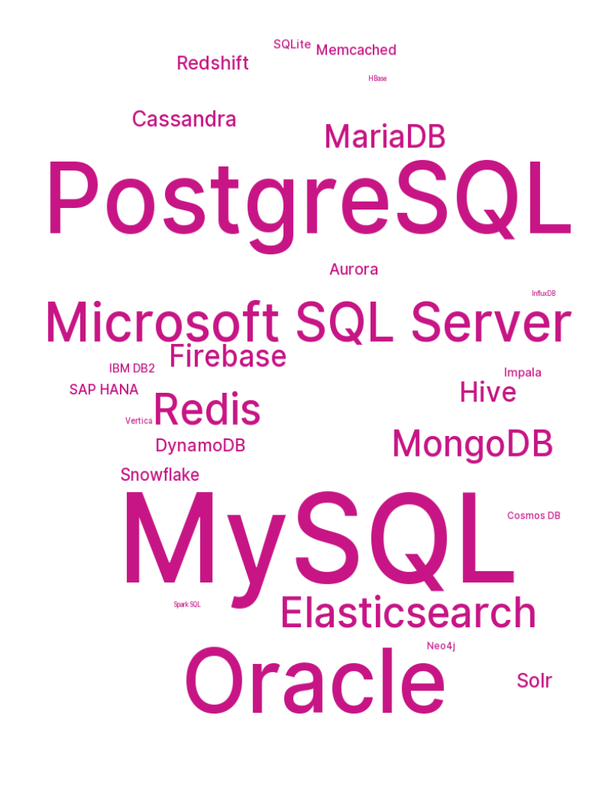 SQLite
Memcached
Redshift
HBase
Cassandra
MariaDB
PostgreSQL
Aurora
InfluxDB
Microsoft SQL Server
Firebase
IBM DB2
Impala
SAP HANA
Hive
Redis
Vertica
MongoDB
DynamoDB
Snowflake
Cosmos DB
MySQL
Spark SQL
Elasticsearch
Neo4j
Oracle
Solr